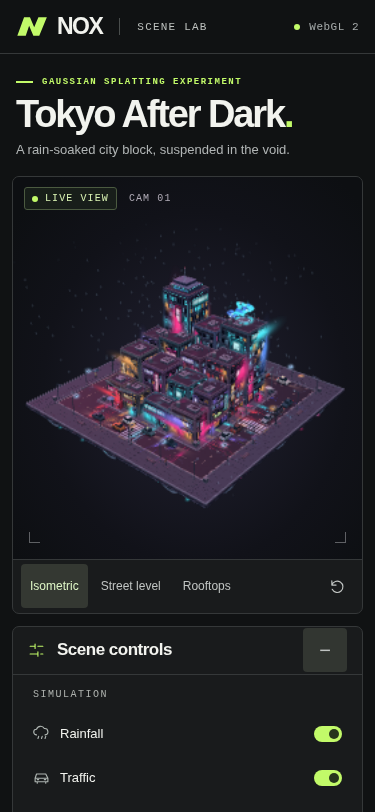 NOX
SCENE LAB
WebGL 2
GAUSSIAN SPLATTING EXPERIMENT
Tokyo After Dark.
A rain-soaked city block, suspended in the void.
LIVE VIEW
CAM 01
Isometric
Street level
Rooftops
Scene controls
SIMULATION
Rainfall
Traffic